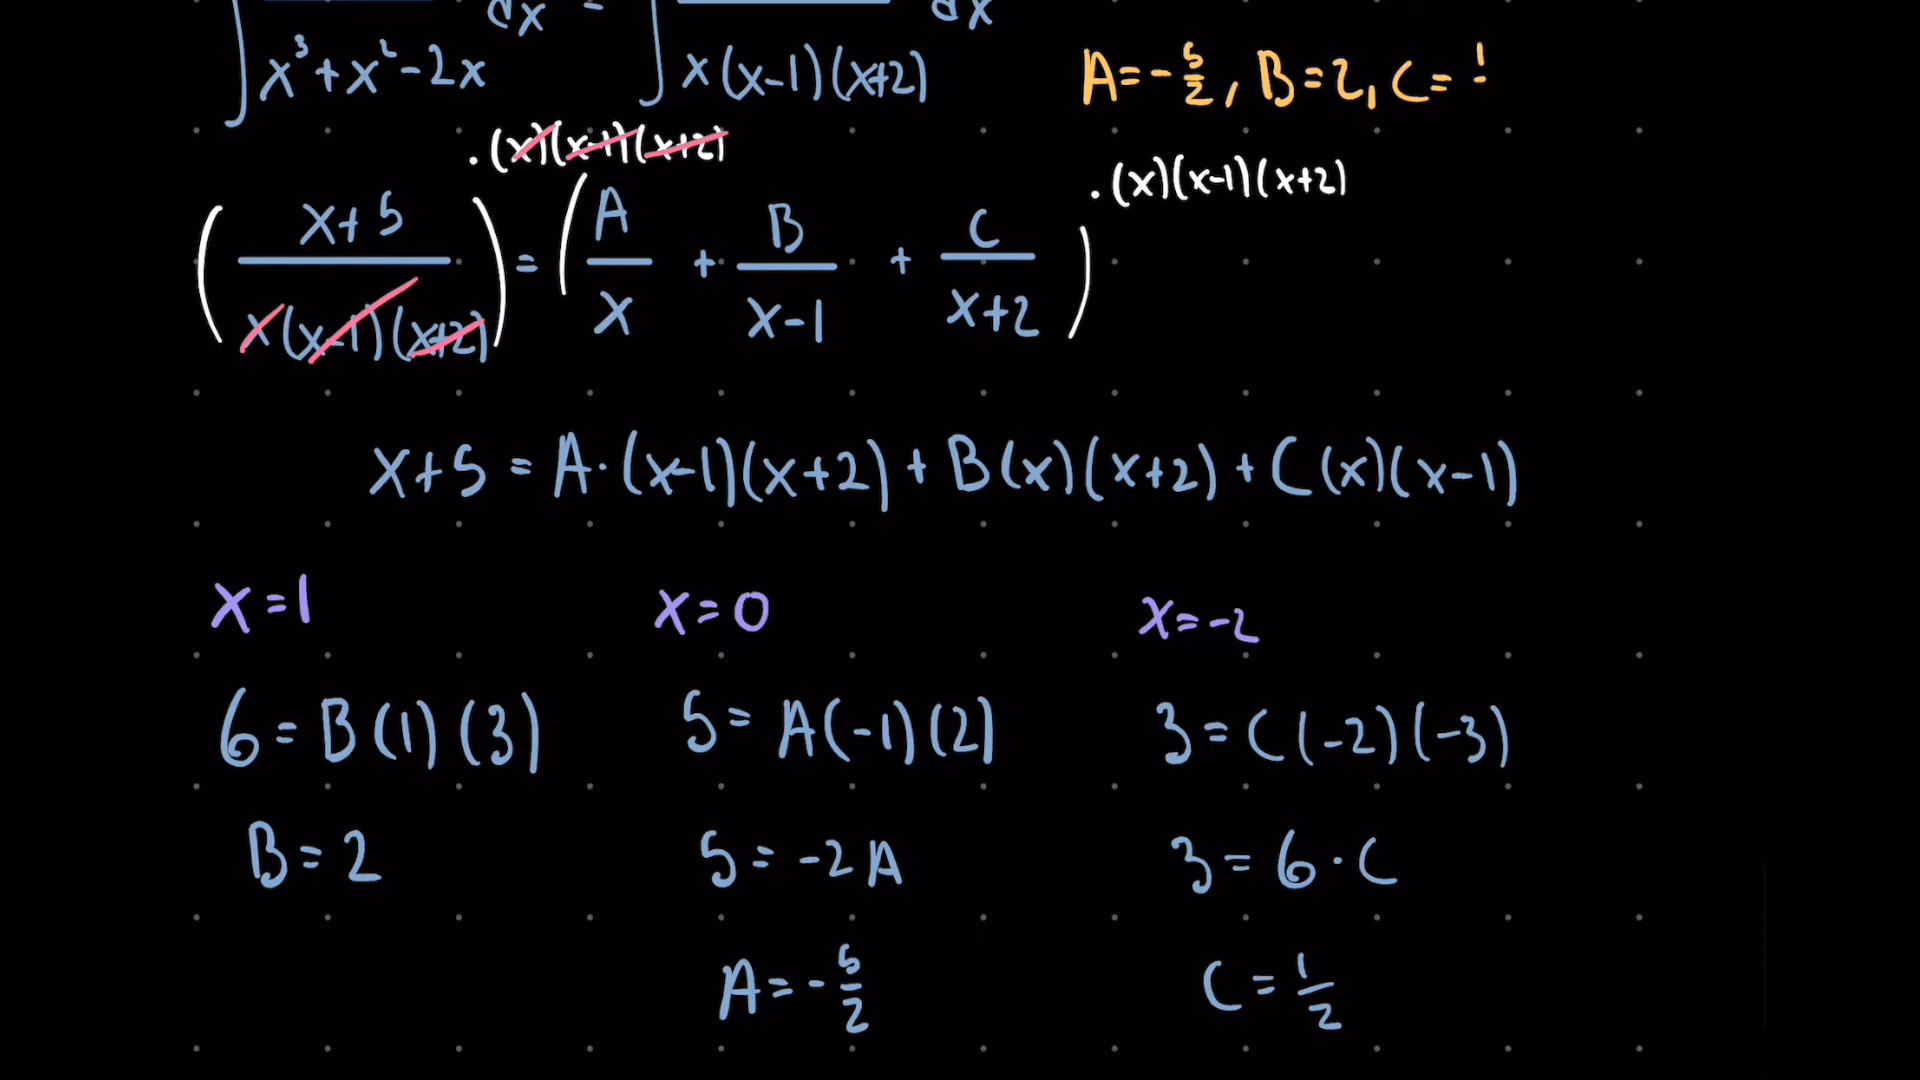 ∫ x³+x²-2x dx = ∫ x(x-1)(x+2) dx
A=-5/2, B=2, C=1
·(x)(x-1)(x+2)
·(x)(x-1)(x+2)
(x+5 / x(x-1)(x+2)) = (A/x + B/x-1 + C/x+2)
x+5 = A·(x-1)(x+2) + B(x)(x+2) + C(x)(x-1)
x=1
6=B(1)(3)
B=2
x=0
5=A(-1)(2)
5=-2A
A=-5/2
x=-2
3=C(-2)(-3)
3=6·C
C=1/2